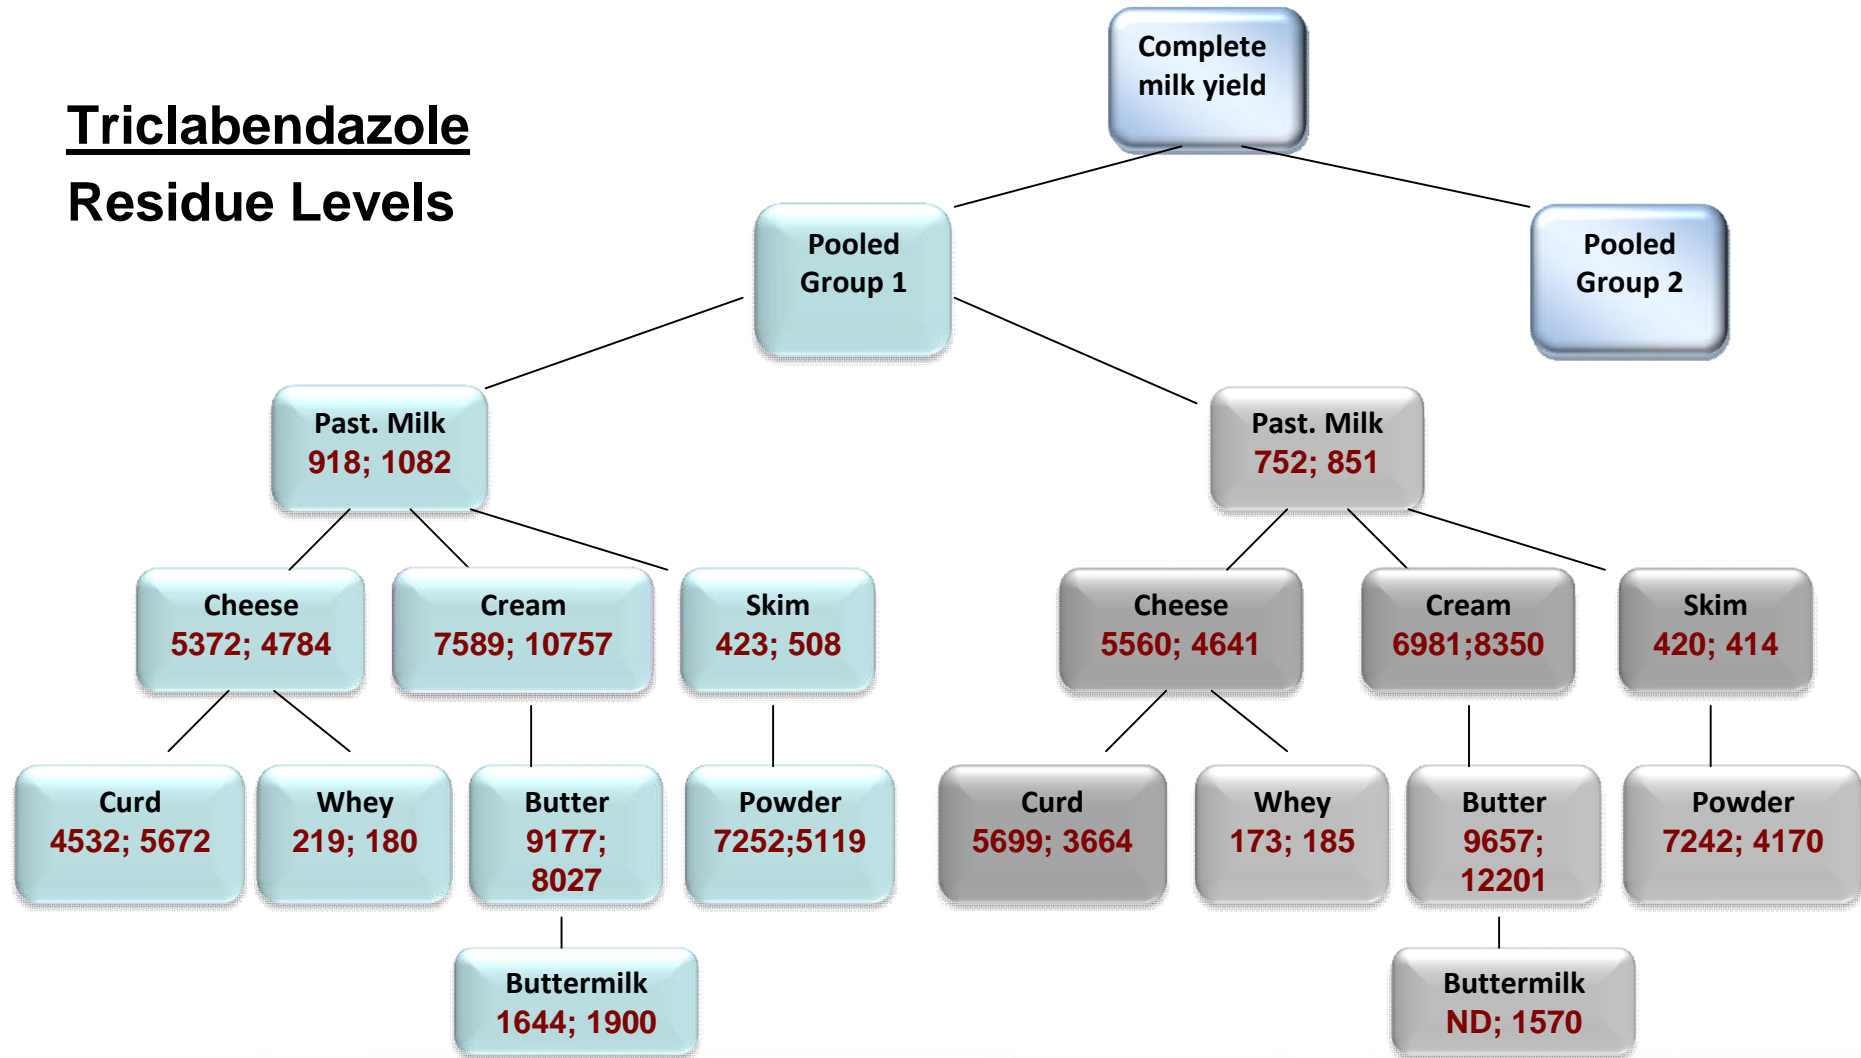 Triclabendazole
Residue Levels
Complete
milk yield
Pooled
Group 1
Pooled
Group 2
Past. Milk
918; 1082
Past. Milk
752; 851
Cheese
5372; 4784
Cream
7589; 10757
Skim
423; 508
Cheese
5560; 4641
Cream
6981;8350
Skim
420; 414
Curd
4532; 5672
Whey
219; 180
Butter
9177;
8027
Powder
7252;5119
Curd
5699; 3664
Whey
173; 185
Butter
9657;
12201
Powder
7242; 4170
Buttermilk
1644; 1900
Buttermilk
ND; 1570